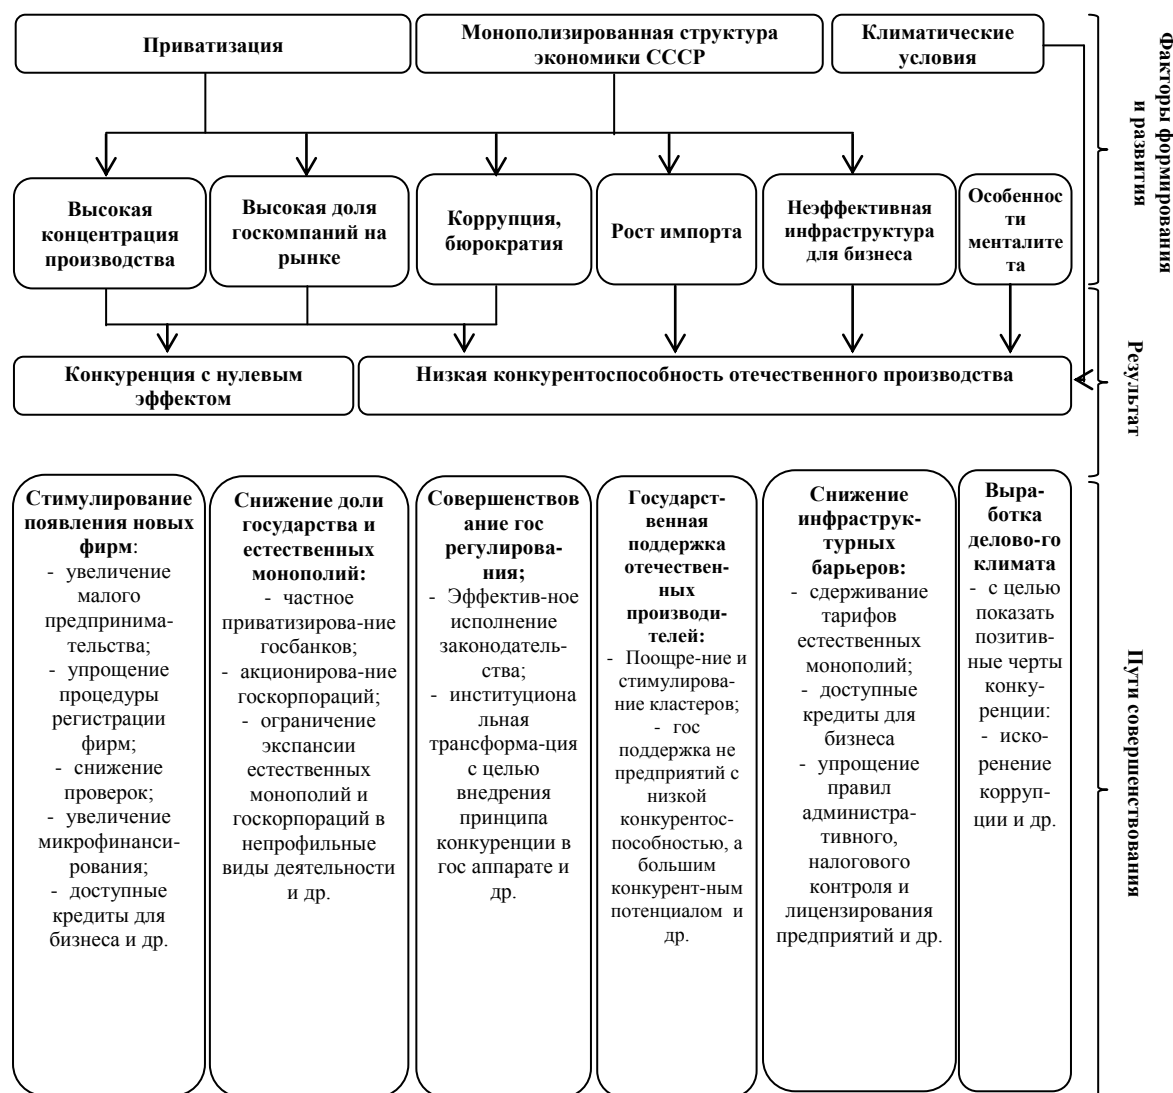 Приватизация
Монополизированная структура
экономики СССР
Климатические
условия
Факторы формирования
и развития
Высокая
концентрация
производства
Высокая доля
госкомпаний на
рынке
Коррупция,
бюрократия
Рост импорта
Неэффективная
инфраструктура
для бизнеса
Особеннос
ти
менталите
та
Конкуренция с нулевым
эффектом
Низкая конкурентоспособность отечественного производства
Результат
Стимулирование
появления новых
фирм:
- увеличение
малого
предпринима-
тельства;
- упрощение
процедуры
регистрации
фирм;
- снижение
проверок;
- увеличение
микрофинанси-
рования;
- доступные
кредиты для
бизнеса и др.
Снижение доли
государства и
естественных
монополий:
- частное
приватизирова-ние
госбанков;
- акционирова-ние
госкорпораций;
- ограничение
экспансии
естественных
монополий и
госкорпораций в
непрофильные
виды деятельности
и др.
Совершенствов
ание гос
регулирова-
ния;
- Эффектив-ное
исполнение
законодатель-
ства;
- институциона
льная
трансформа-ция
с целью
внедрения
принципа
конкуренции в
гос аппарате и
др.
Государст-
венная
поддержка
отечествен-
ных
производи-
телей:
- Поощре-ние и
стимулирова-
ние кластеров;
- гос
поддержка не
предприятий с
низкой
конкурентос-
пособностью, а
большим
конкурент-ным
потенциалом и
др.
Снижение
инфраструк-
турных
барьеров:
- сдерживание
тарифов
естественных
монополий;
- доступные
кредиты для
бизнеса
- упрощение
правил
администра-
тивного,
налогового
контроля и
лицензирования
предприятий и др.
Выра-
ботка
делово-го
климата
- с целью
показать
позитив-
ные черты
конку-
ренции:
- иско-
ренение
корруп-
ции и др.
Пути совершенствования